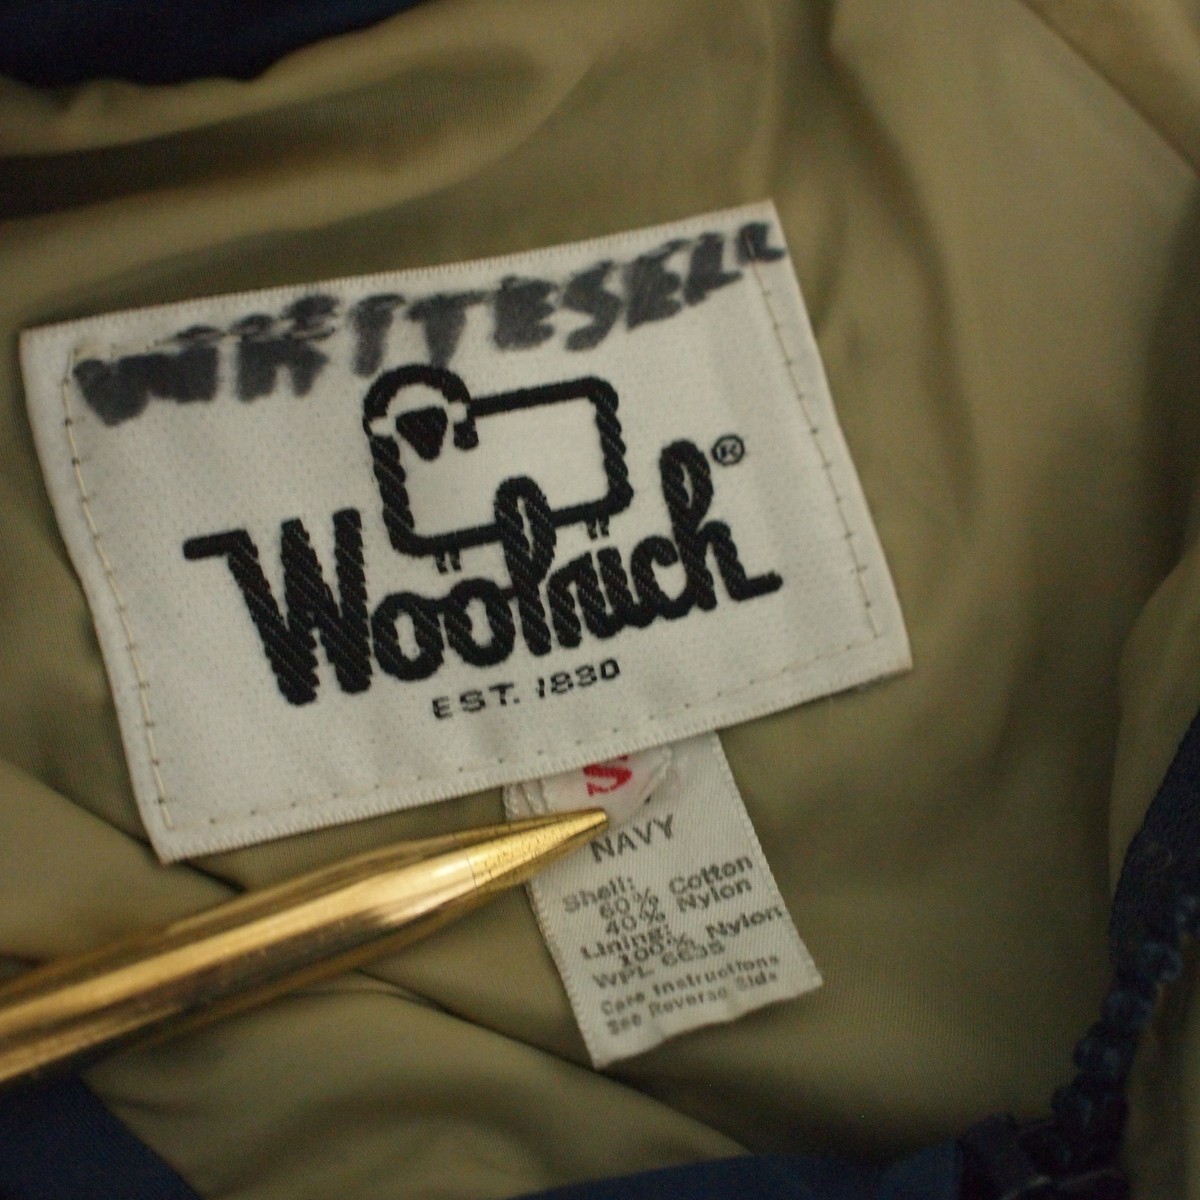 WHITESELL
Woolrich®
EST. 1830
S
NAVY
Shell:
60% Cotton
40% Nylon
Lining:
100% Nylon
WPL 6635
Care Instructions
See Reverse Side